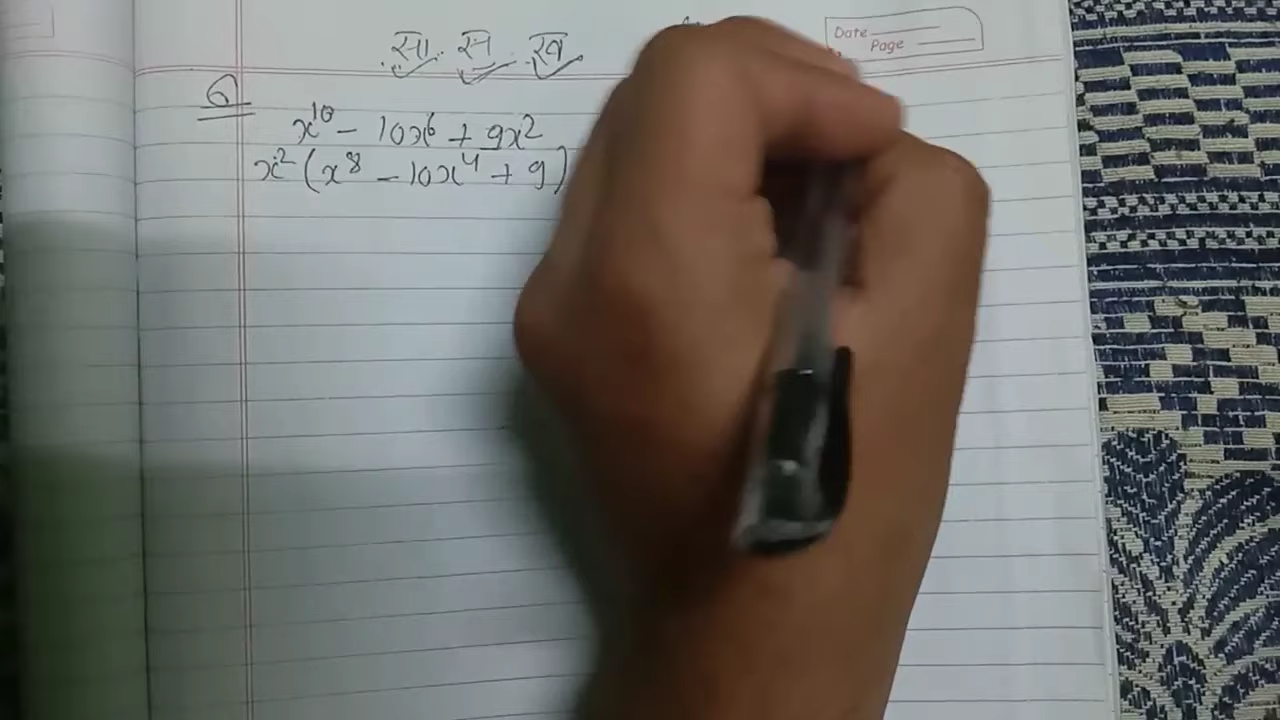 Date
Page
सा. स. ख
Q
x¹⁰ - 10x⁶ + 9x²
x²(x⁸ - 10x⁴ + 9)